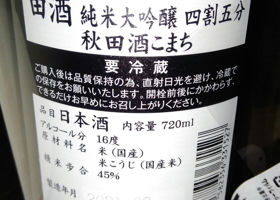 田酒 純米大吟醸 四割五分
秋田酒こまち
要冷蔵
ご購入後は品質保持の為、直射日光を避け、冷蔵で
の保存をお願いいたします。開栓前後にかかわらず、
できるだけお早めにお召し上がりください。
品目 日本酒 内容量 720ml
アルコール分 16度
原材料名 米(国産)
米こうじ(国産米)
精米歩合 45%
製造年月